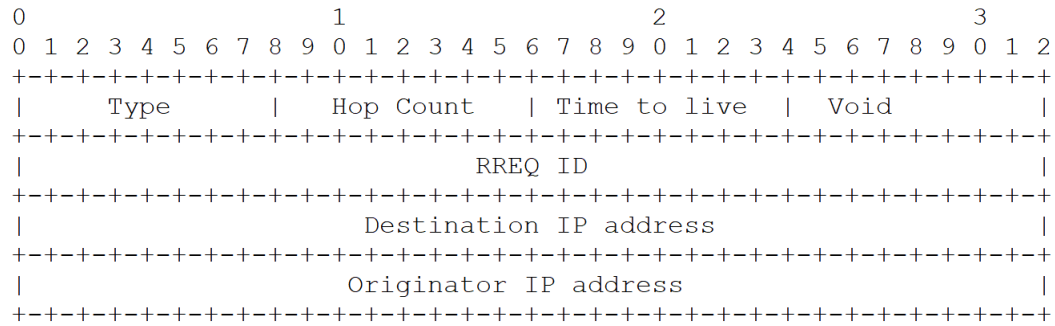 0                   1                   2                   3
0 1 2 3 4 5 6 7 8 9 0 1 2 3 4 5 6 7 8 9 0 1 2 3 4 5 6 7 8 9 0 1 2
+-+-+-+-+-+-+-+-+-+-+-+-+-+-+-+-+-+-+-+-+-+-+-+-+-+-+-+-+-+-+-+-+
|     Type      |   Hop Count   | Time to live  |  Void         |
+-+-+-+-+-+-+-+-+-+-+-+-+-+-+-+-+-+-+-+-+-+-+-+-+-+-+-+-+-+-+-+-+
|                            RREQ ID                            |
+-+-+-+-+-+-+-+-+-+-+-+-+-+-+-+-+-+-+-+-+-+-+-+-+-+-+-+-+-+-+-+-+
|                     Destination IP address                    |
+-+-+-+-+-+-+-+-+-+-+-+-+-+-+-+-+-+-+-+-+-+-+-+-+-+-+-+-+-+-+-+-+
|                    Originator IP address                      |
+-+-+-+-+-+-+-+-+-+-+-+-+-+-+-+-+-+-+-+-+-+-+-+-+-+-+-+-+-+-+-+-+